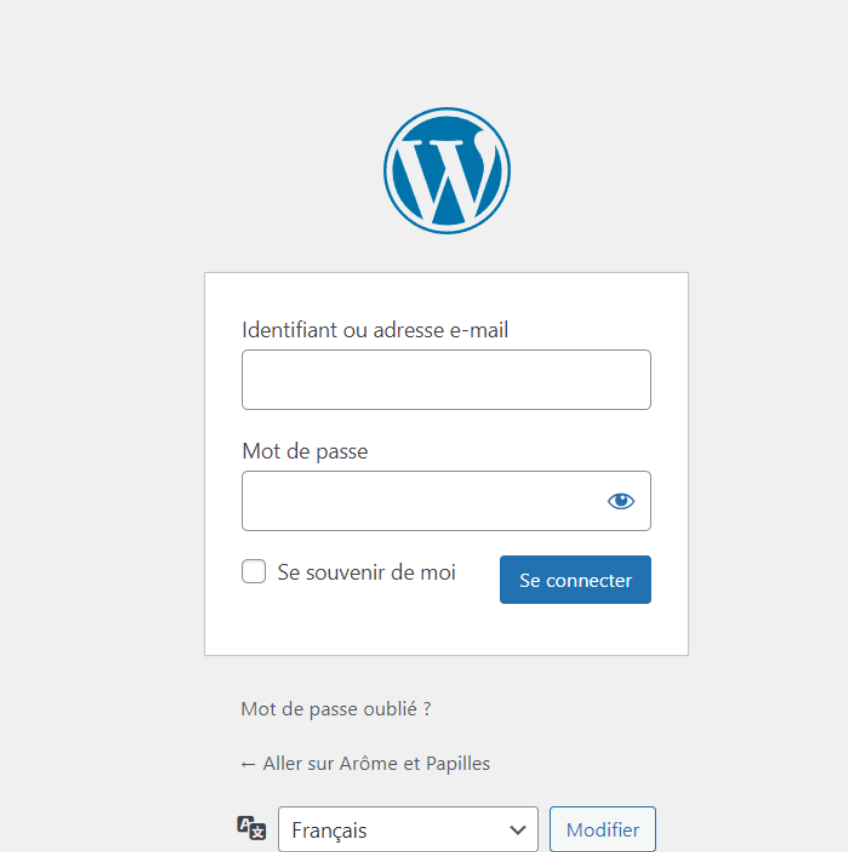 Identifiant ou adresse e-mail
Mot de passe
Se souvenir de moi
Se connecter
Mot de passe oublié ?
← Aller sur Arôme et Papilles
Français
Modifier